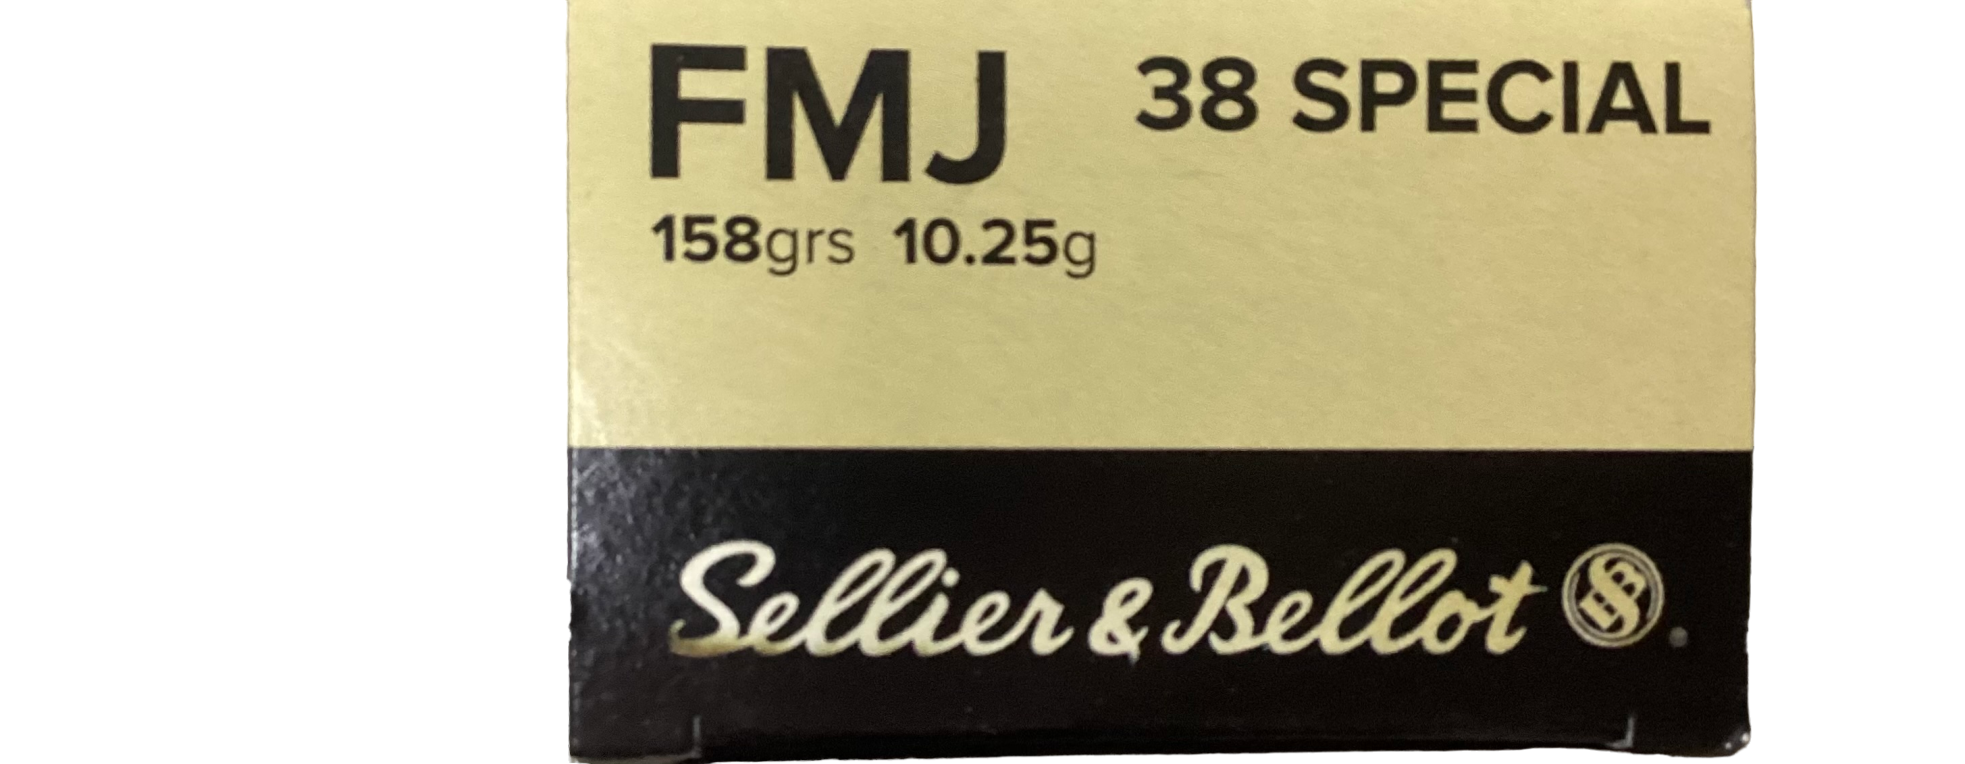 FMJ 38 SPECIAL
158grs 10.25g
Sellier & Bellot